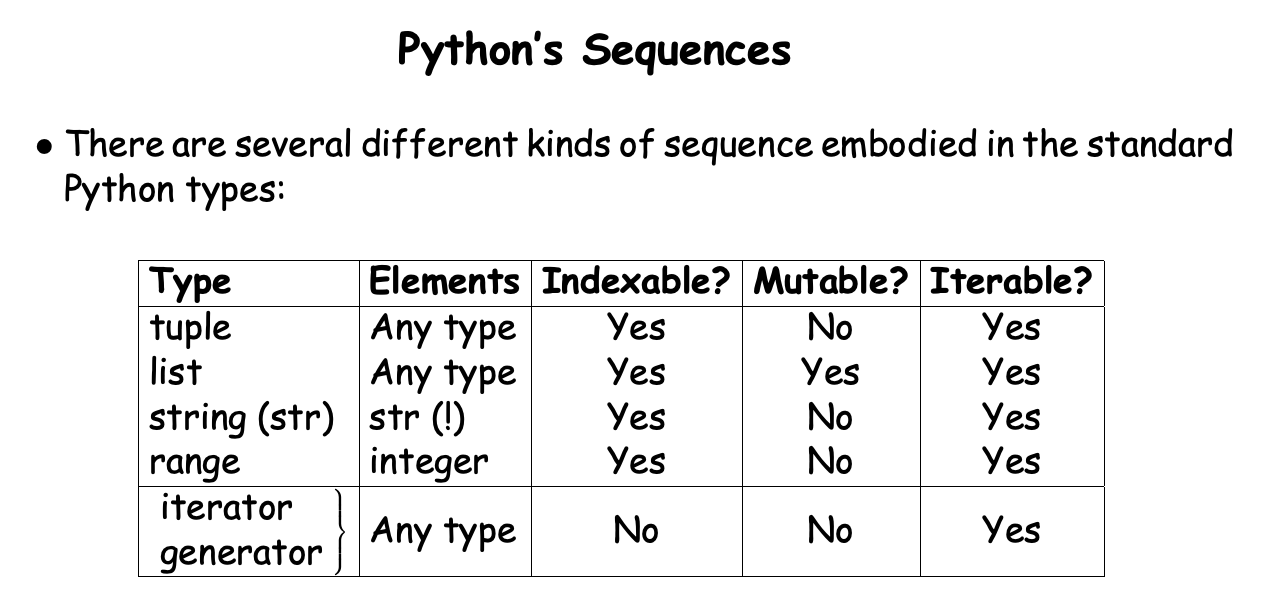 Python's Sequences
• There are several different kinds of sequence embodied in the standard
Python types:
Type Elements Indexable? Mutable? Iterable?
tuple Any type Yes No Yes
list Any type Yes Yes Yes
string (str) str (!) Yes No Yes
range integer Yes No Yes
iterator
generator } Any type No No Yes